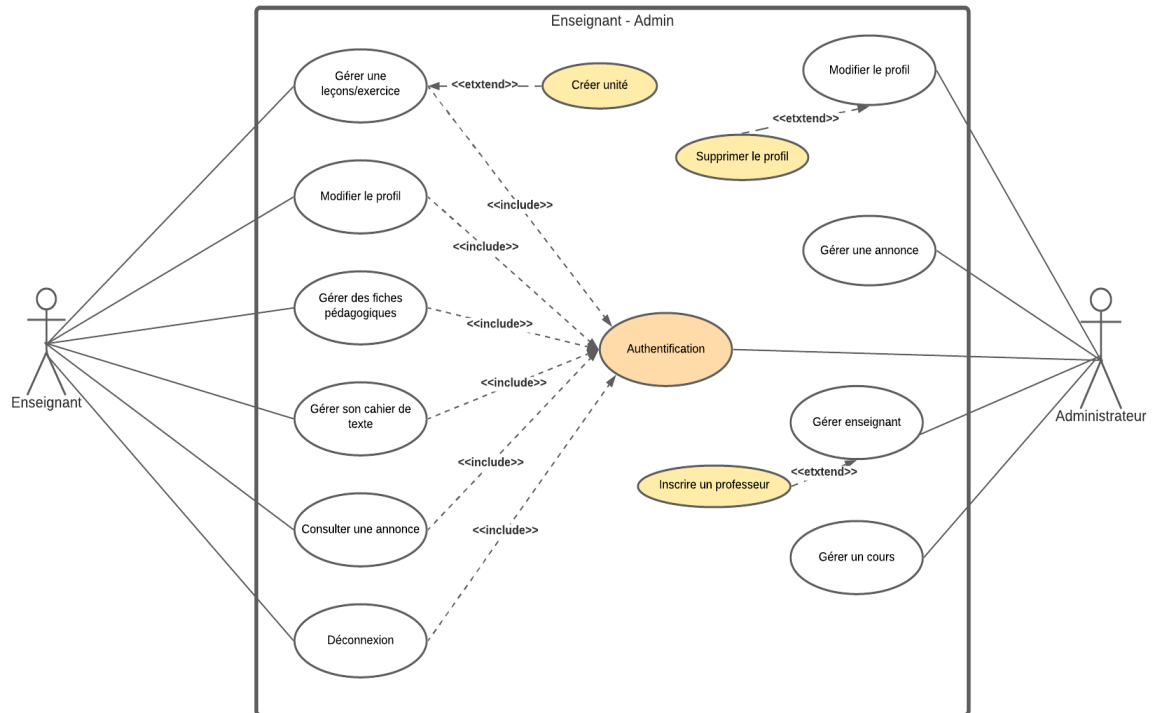 Enseignant - Admin
Gérer une
leçons/exercice
<<etxtend>>
Créer unité
Modifier le profil
<<etxtend>>
Supprimer le profil
Modifier le profil
<<include>>
<<include>>
Gérer une annonce
Gérer des fiches
pédagogiques
<<include>>
Authentification
Enseignant
Administrateur
<<include>>
Gérer son cahier de
texte
Gérer enseignant
<<include>>
<<etxtend>>
Inscrire un professeur
Consulter une annonce
<<include>>
Gérer un cours
Déconnexion